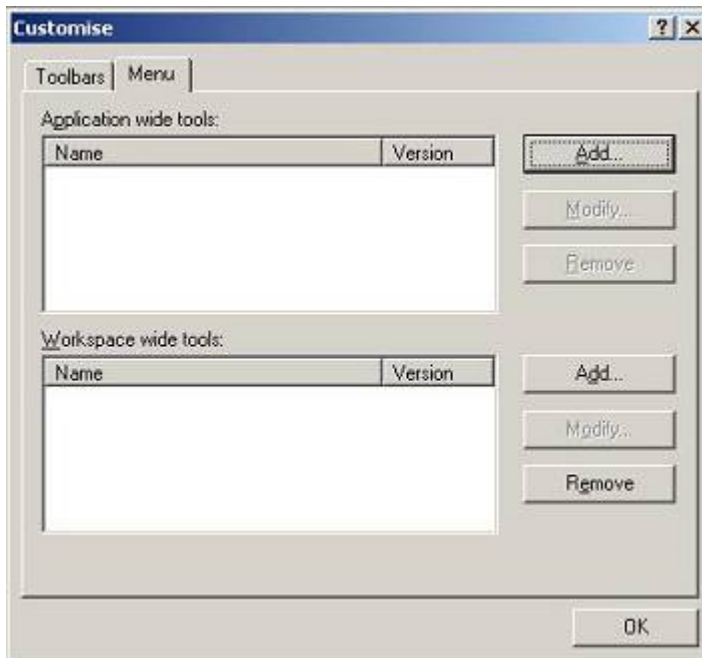 Customise
Toolbars Menu
Application wide tools:
Name Version
Add...
Modify...
Remove
Workspace wide tools:
Name Version
Add...
Modify...
Remove
OK